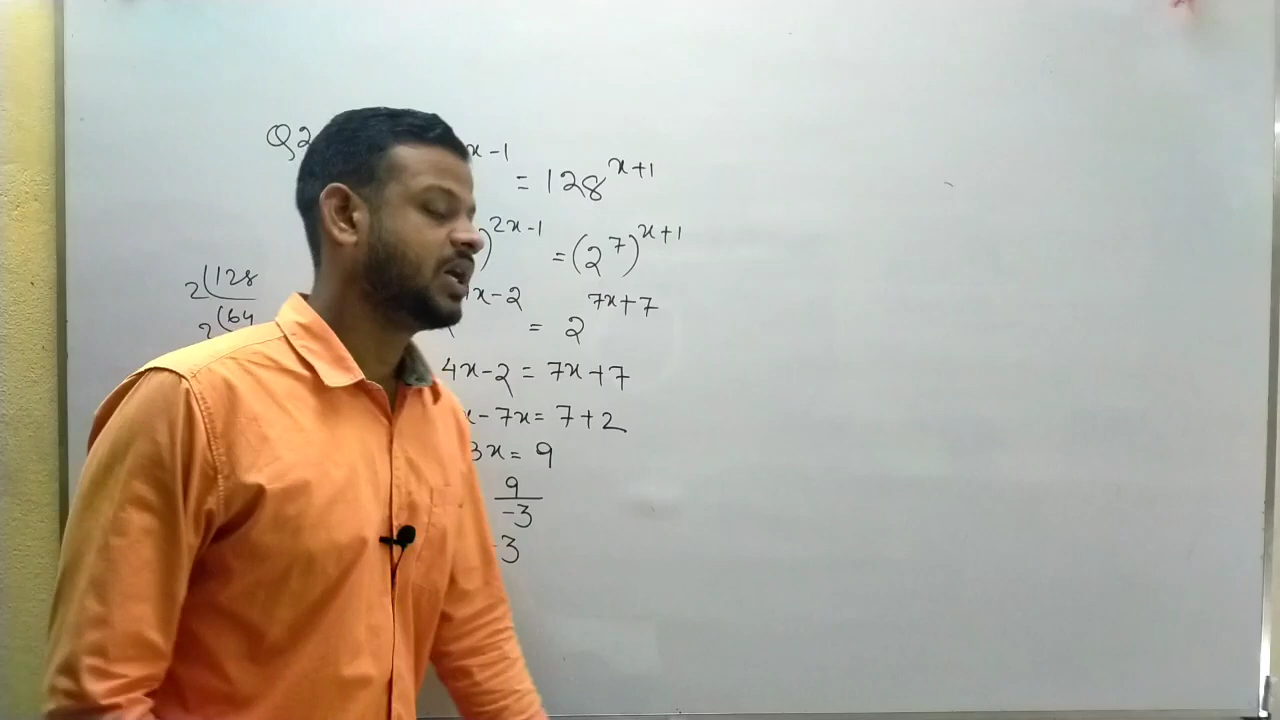 Q2
x-1 = 128^{x+1}
)^{2x-1} = (2^7)^{x+1}
x-2 = 2^{7x+7}
4x-2 = 7x+7
x-7x = 7+2
3x = 9
9/-3
-3
2 128
2 64